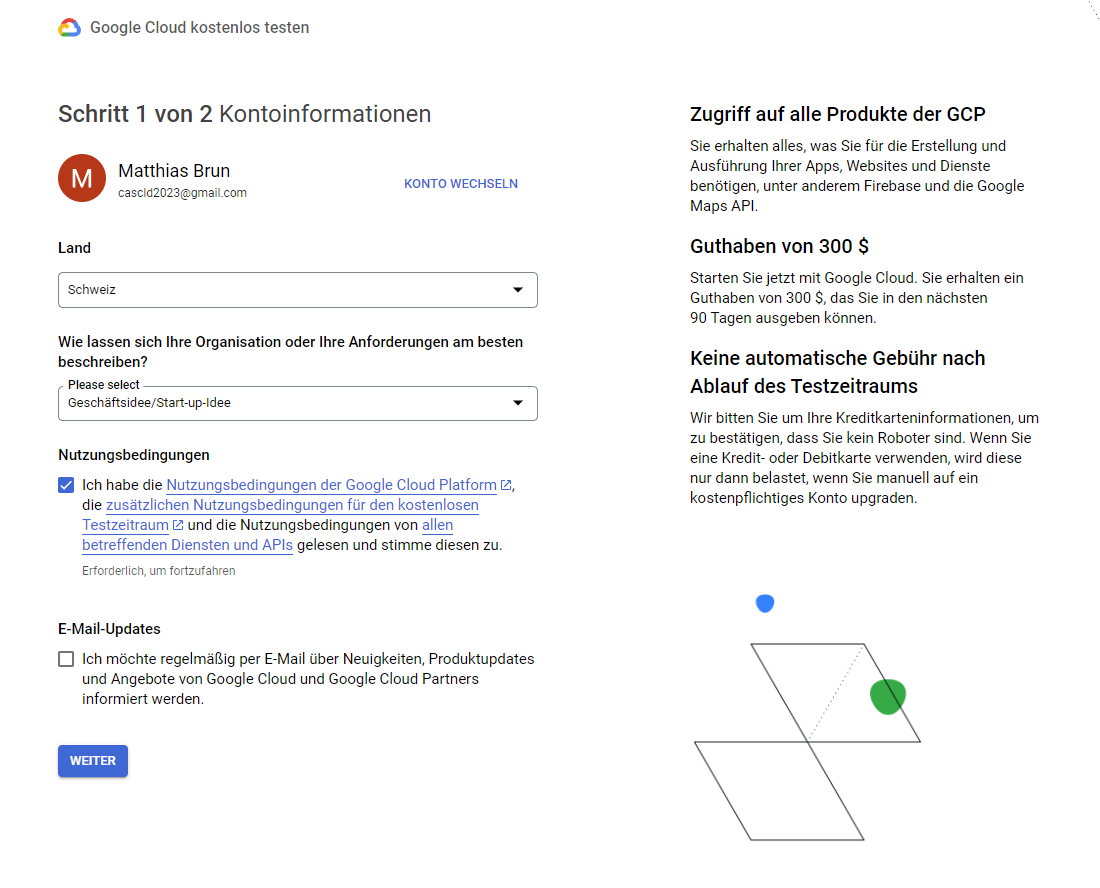 Google Cloud kostenlos testen
Schritt 1 von 2 Kontoinformationen
M
Matthias Brun
cascld2023@gmail.com
KONTO WECHSELN
Land
Schweiz
Wie lassen sich Ihre Organisation oder Ihre Anforderungen am besten
beschreiben?
Please select
Geschäftsidee/Start-up-Idee
Nutzungsbedingungen
Ich habe die Nutzungsbedingungen der Google Cloud Platform,
die zusätzlichen Nutzungsbedingungen für den kostenlosen
Testzeitraum und die Nutzungsbedingungen von allen
betreffenden Diensten und APIs gelesen und stimme diesen zu.
Erforderlich, um fortzufahren
E-Mail-Updates
Ich möchte regelmäßig per E-Mail über Neuigkeiten, Produktupdates
und Angebote von Google Cloud und Google Cloud Partners
informiert werden.
WEITER
Zugriff auf alle Produkte der GCP
Sie erhalten alles, was Sie für die Erstellung und
Ausführung Ihrer Apps, Websites und Dienste
benötigen, unter anderem Firebase und die Google
Maps API.
Guthaben von 300 $
Starten Sie jetzt mit Google Cloud. Sie erhalten ein
Guthaben von 300 $, das Sie in den nächsten
90 Tagen ausgeben können.
Keine automatische Gebühr nach
Ablauf des Testzeitraums
Wir bitten Sie um Ihre Kreditkarteninformationen, um
zu bestätigen, dass Sie kein Roboter sind. Wenn Sie
eine Kredit- oder Debitkarte verwenden, wird diese
nur dann belastet, wenn Sie manuell auf ein
kostenpflichtiges Konto upgraden.